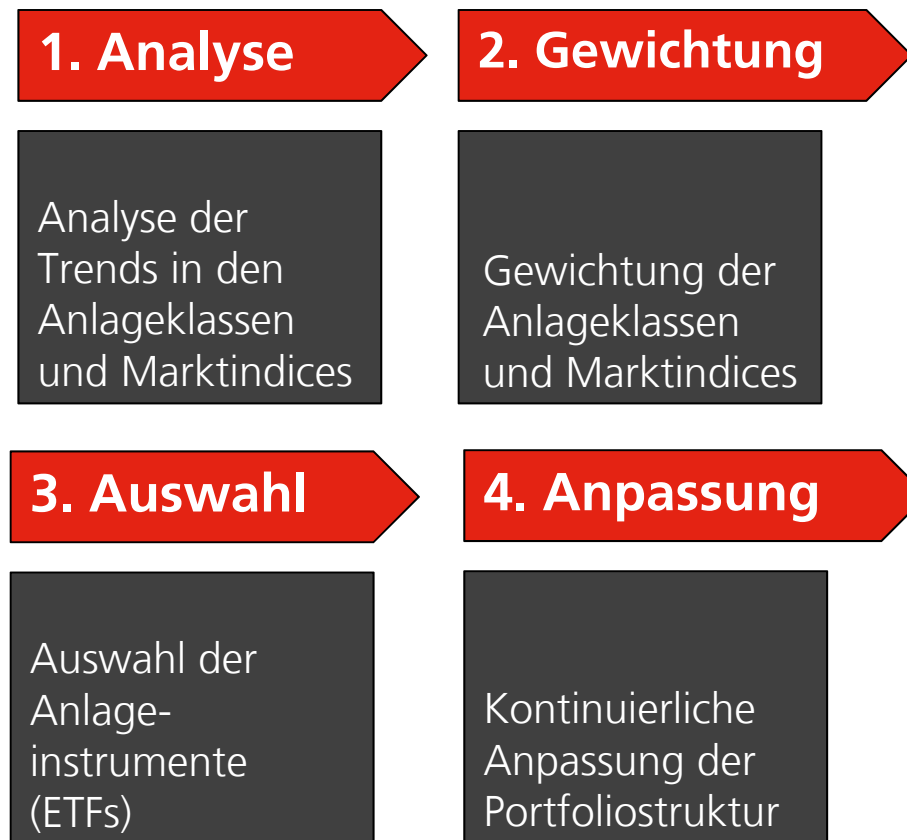 1. Analyse
Analyse der
Trends in den
Anlageklassen
und Marktindices
2. Gewichtung
Gewichtung der
Anlageklassen
und Marktindices
3. Auswahl
Auswahl der
Anlage-
instrumente
(ETFs)
4. Anpassung
Kontinuierliche
Anpassung der
Portfoliostruktur